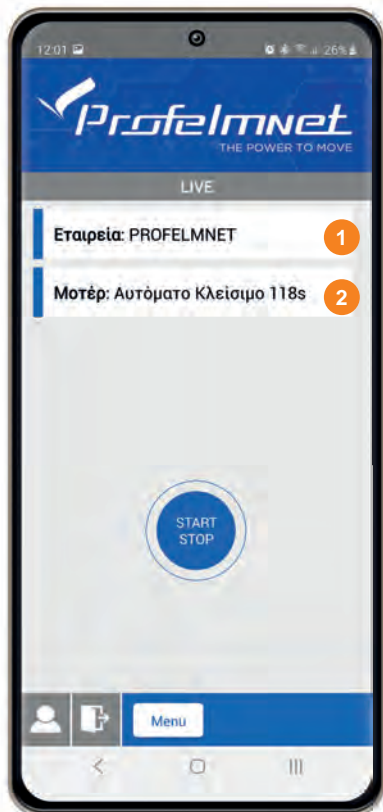 12:01
26%
Profelmnet
THE POWER TO MOVE
LIVE
Εταιρεία: PROFELMNET
1
Μοτέρ: Αυτόματο Κλείσιμο 118s
2
START
STOP
Menu